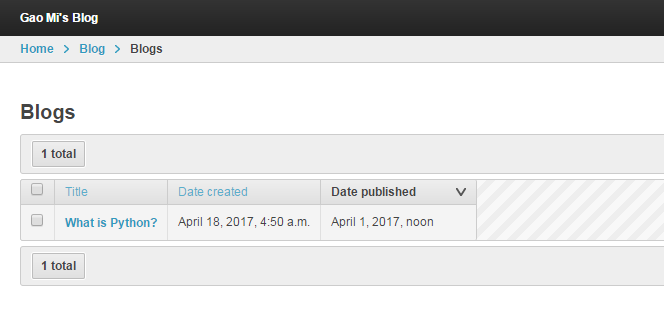 Gao Mi's Blog
Home > Blog > Blogs
Blogs
1 total
Title Date created Date published
What is Python? April 18, 2017, 4:50 a.m. April 1, 2017, noon
1 total